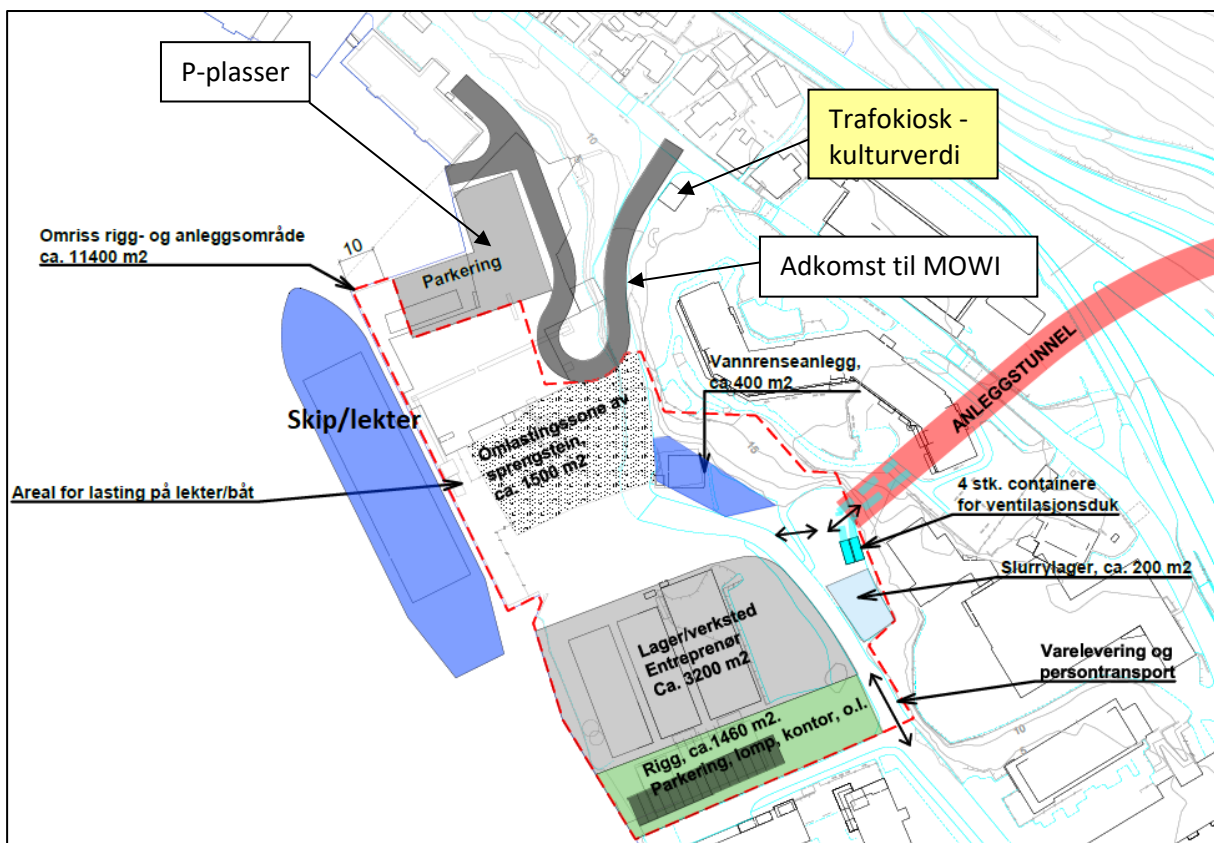 P-plasser
Trafokiosk -
kulturverdi
10
Omriss rigg- og anleggsområde
ca. 11400 m2
10
5
Parkering
Adkomst til MOWI
Vannrenseanlegg,
ca 400 m2
ANLEGGSTUNNEL
Skip/lekter
Omlastingssone av
sprengstein,
ca. 1500 m2
15
Areal for lasting på lekter/båt
4 stk. containere
for ventilasjonsduk
Slurrylager, ca. 200 m2
Lager/verksted
Entreprenør
Ca. 3200 m2
Varelevering og
persontransport
Rigg, ca.1460 m2.
Parkering, lomp, kontor, o.l.
10
5